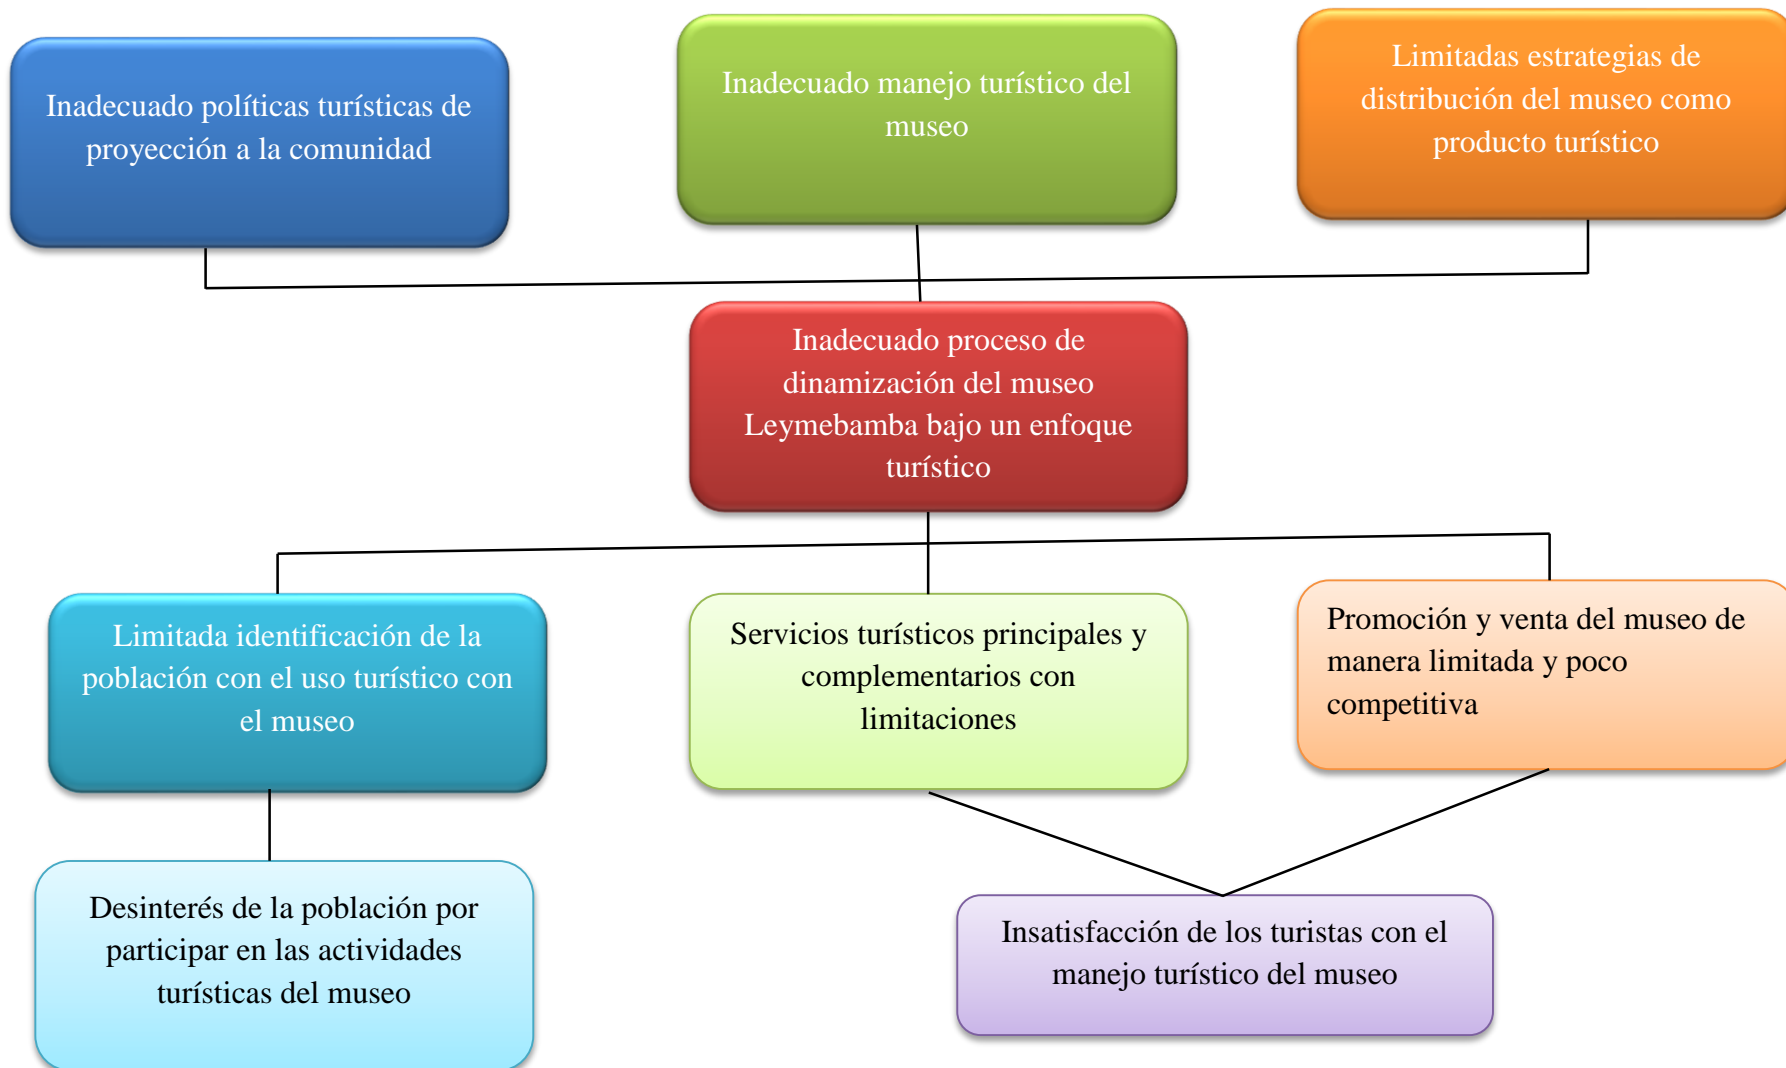 Inadecuado políticas turísticas de
proyección a la comunidad
Inadecuado manejo turístico del
museo
Limitadas estrategias de
distribución del museo como
producto turístico
Inadecuado proceso de
dinamización del museo
Leymebamba bajo un enfoque
turístico
Limitada identificación de la
población con el uso turístico con
el museo
Servicios turísticos principales y
complementarios con
limitaciones
Promoción y venta del museo de
manera limitada y poco
competitiva
Desinterés de la población por
participar en las actividades
turísticas del museo
Insatisfacción de los turistas con el
manejo turístico del museo